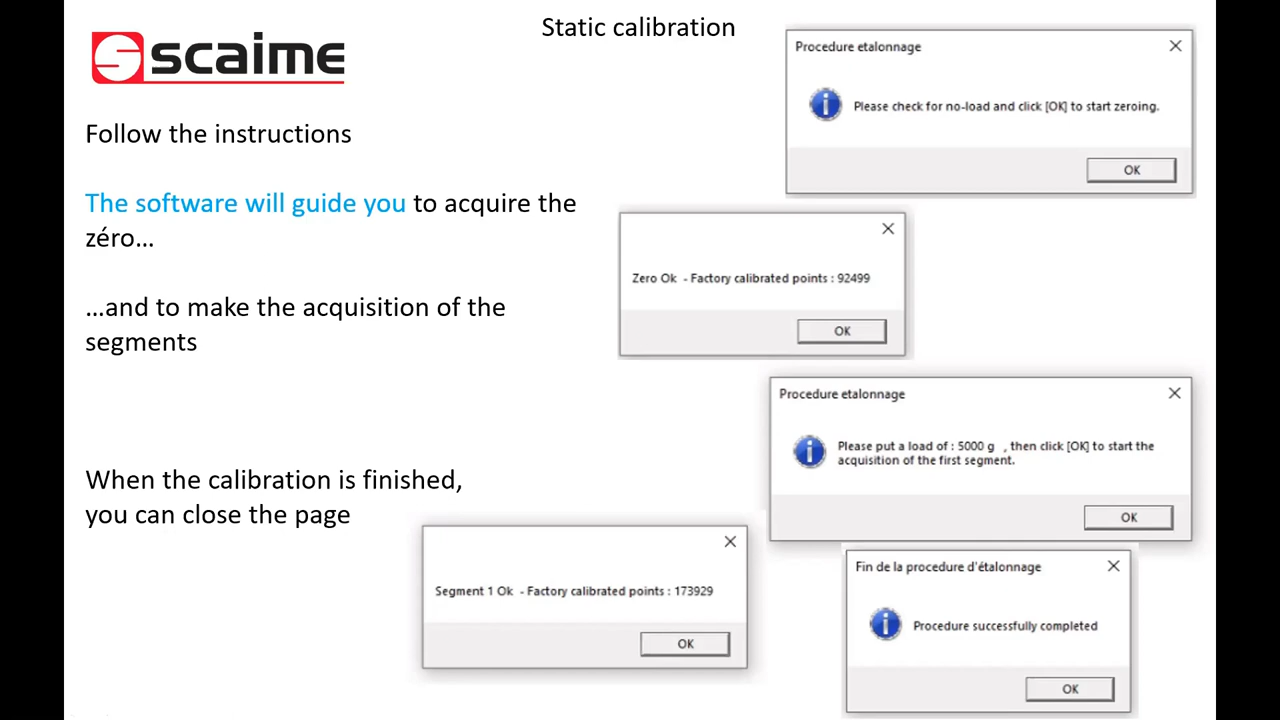 Static calibration
scaime
Follow the instructions
The software will guide you to acquire the
zéro...
...and to make the acquisition of the
segments
When the calibration is finished,
you can close the page
Procedure etalonnage
Please check for no-load and click [OK] to start zeroing.
OK
Zero Ok - Factory calibrated points : 92499
OK
Procedure etalonnage
Please put a load of : 5000 g , then click [OK] to start the
acquisition of the first segment.
OK
Segment 1 Ok - Factory calibrated points : 173929
OK
Fin de la procedure d'étalonnage
Procedure successfully completed
OK